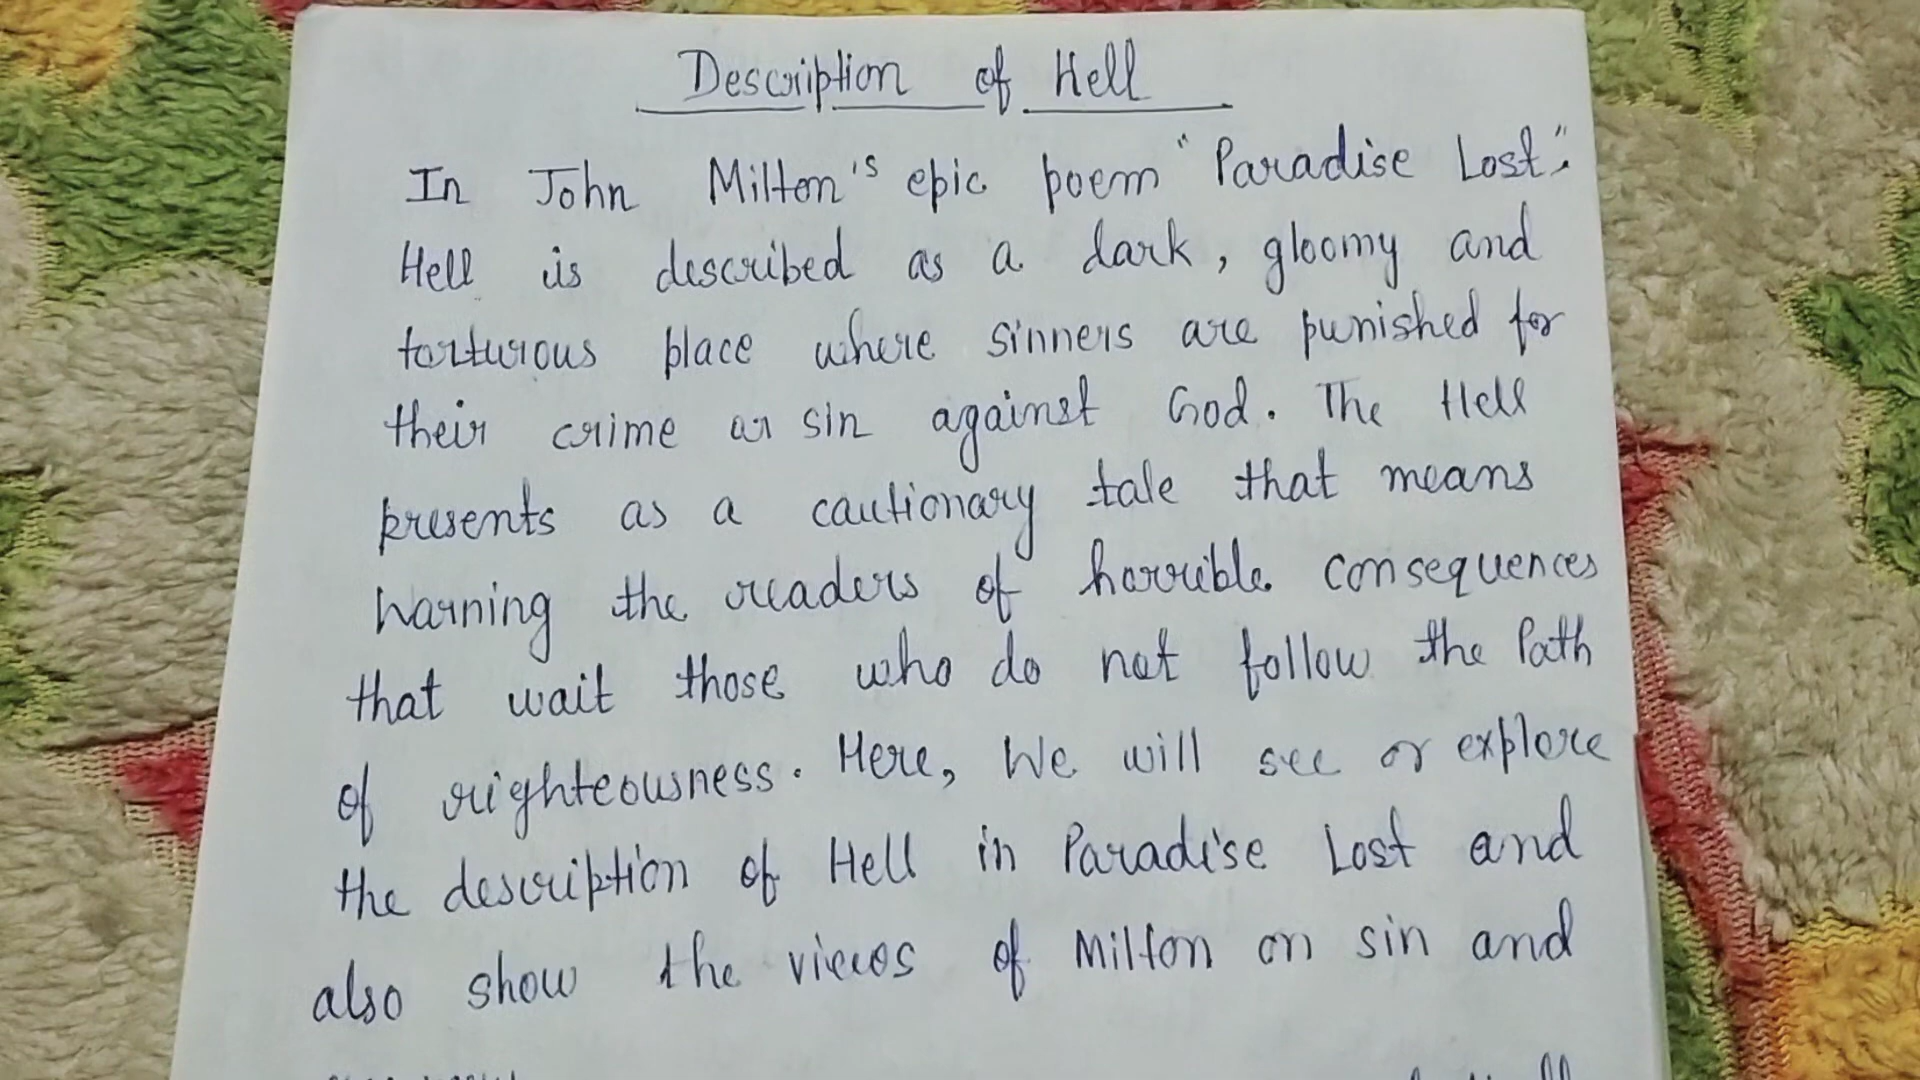 Description of Hell
In John Milton's epic poem "Paradise Lost".
Hell is described as a dark, gloomy and
torturous place where sinners are punished for
their crime or sin against God. The Hell
presents as a cautionary tale that means
warning the readers of horrible consequences
that wait those who do not follow the Path
of righteousness. Here, We will see or explore
the description of Hell in Paradise Lost and
also show the views of Milton on sin and